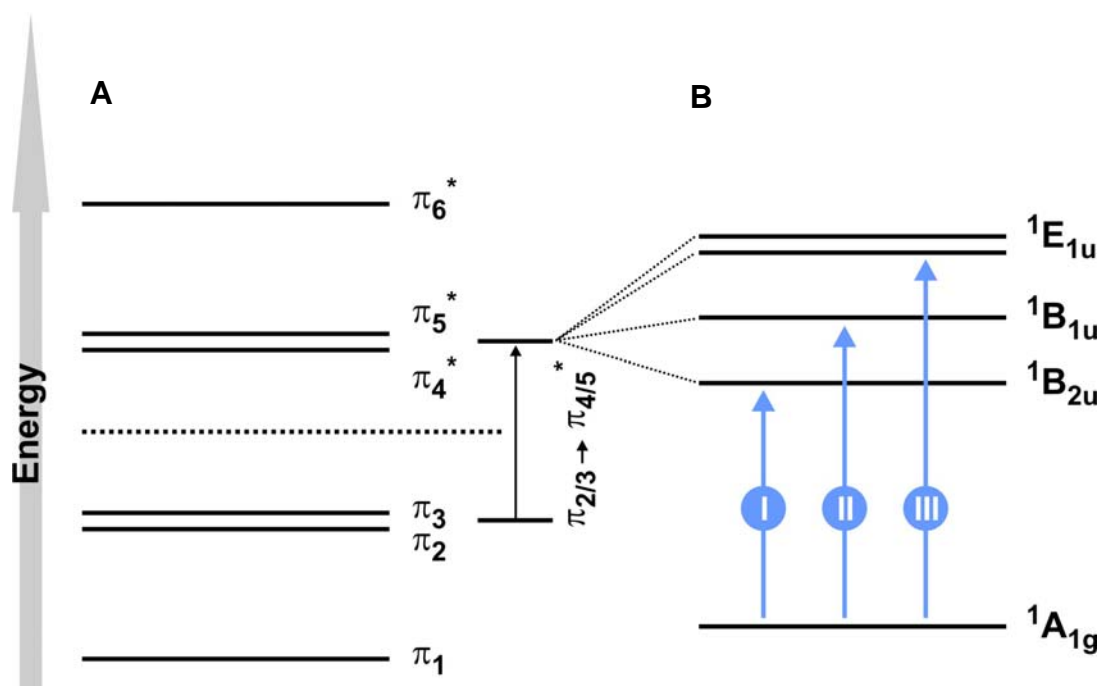 A
B
Energy
π6*
π5*
π4*
π3
π2
π1
π2/3 → π4/5*
1E1u
1B1u
1B2u
I
II
III
1A1g